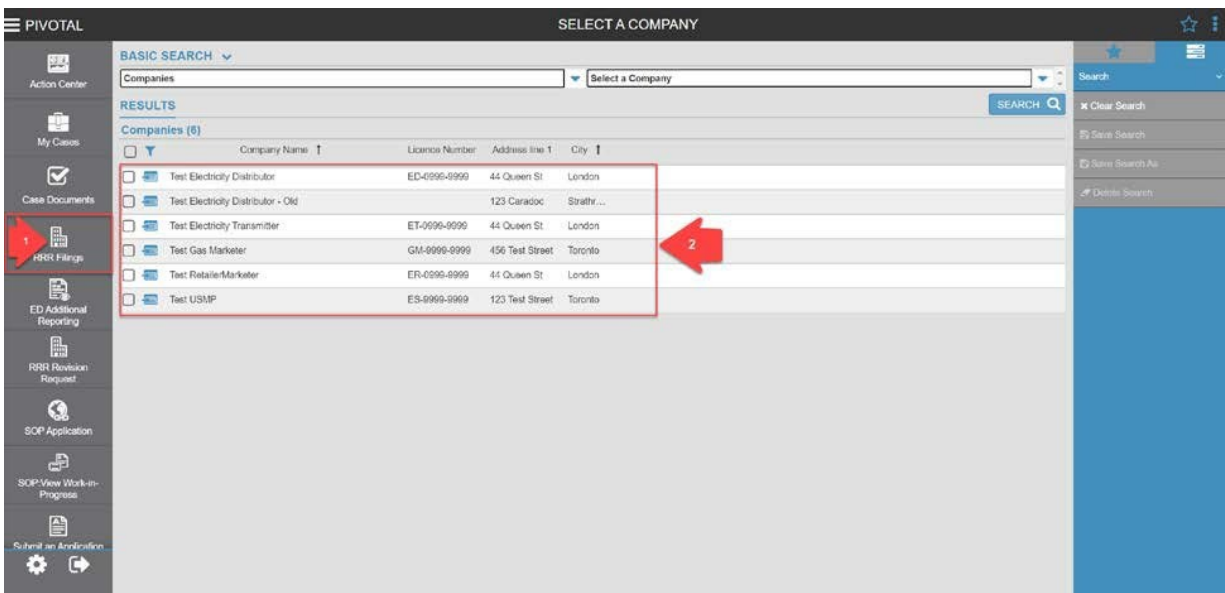 PIVOTAL
SELECT A COMPANY
Action Center
My Cases
Case Documents
1
RRR Filings
ED Additional
Reporting
RRR Revision
Request
SOP Application
SOP:View Work-in-
Progress
Submit an Application
BASIC SEARCH
Companies
Select a Company
RESULTS
SEARCH
Companies (6)
Company Name Licence Number Address line 1 City
Test Electricity Distributor ED-0999-9999 44 Queen St London
Test Electricity Distributor - Old 123 Caradoc Strathr...
Test Electricity Transmitter ET-0999-9099 44 Queen St London
Test Gas Marketer GM-9999-9999 456 Test Street Toronto
Test RetailerMarketer ER-0999-9999 44 Queen St London
Test USMP ES-9999-9999 123 Test Street Toronto
2
Search
Clear Search
Save Search
Save Search As
Delete Search